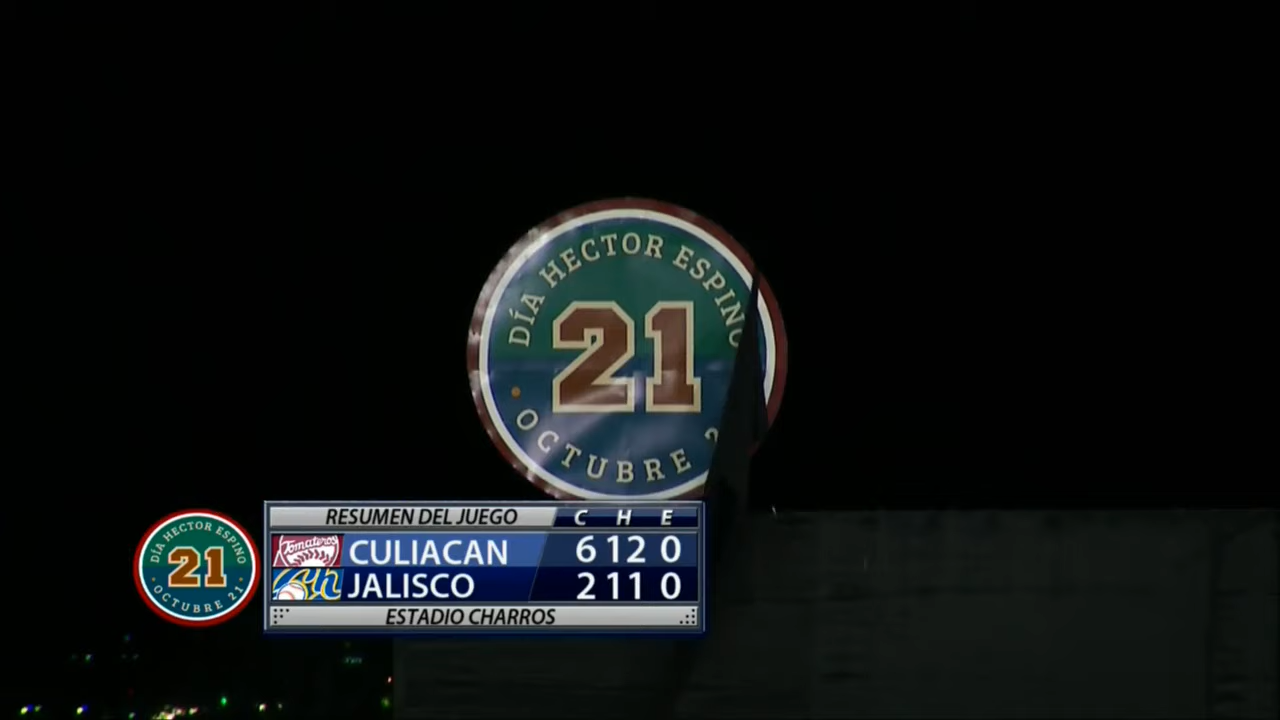 DÍA HECTOR ESPINO
21
OCTUBRE 2
RESUMEN DEL JUEGO C H E
Tomateros CULIACAN 6 12 0
JALISCO 2 11 0
ESTADIO CHARROS
DÍA HECTOR ESPINO
21
OCTUBRE 21